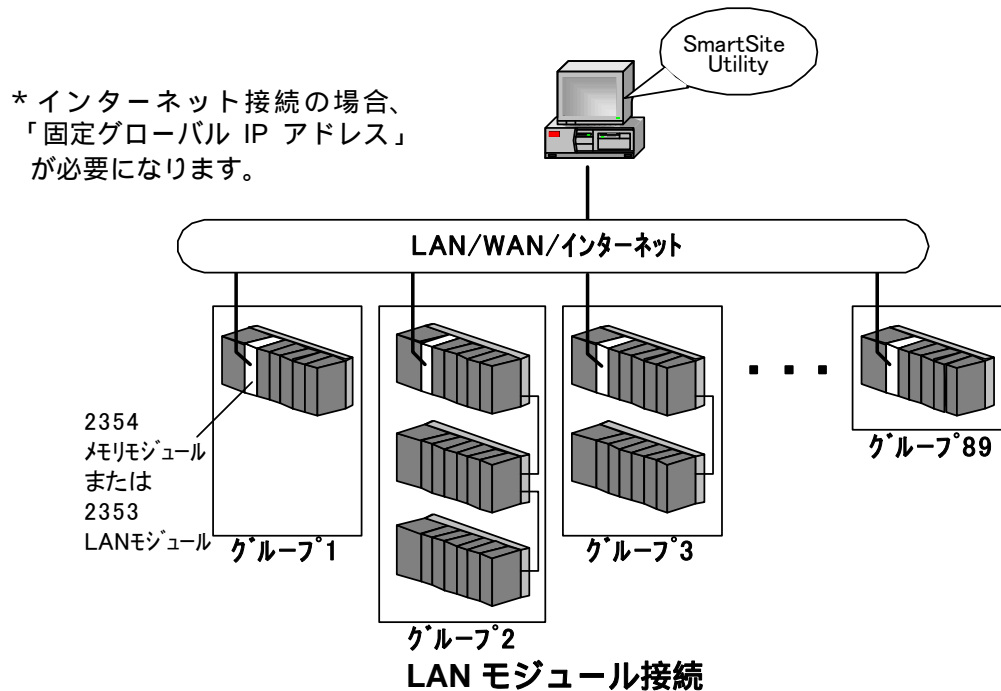 SmartSite
Utility
*インターネット接続の場合、
「固定グローバル IP アドレス」
が必要になります。
LAN/WAN/インターネット
2354
メモリモジュール
または
2353
LANモジュール
グループ1
グループ2
グループ3
グループ89
LAN モジュール接続